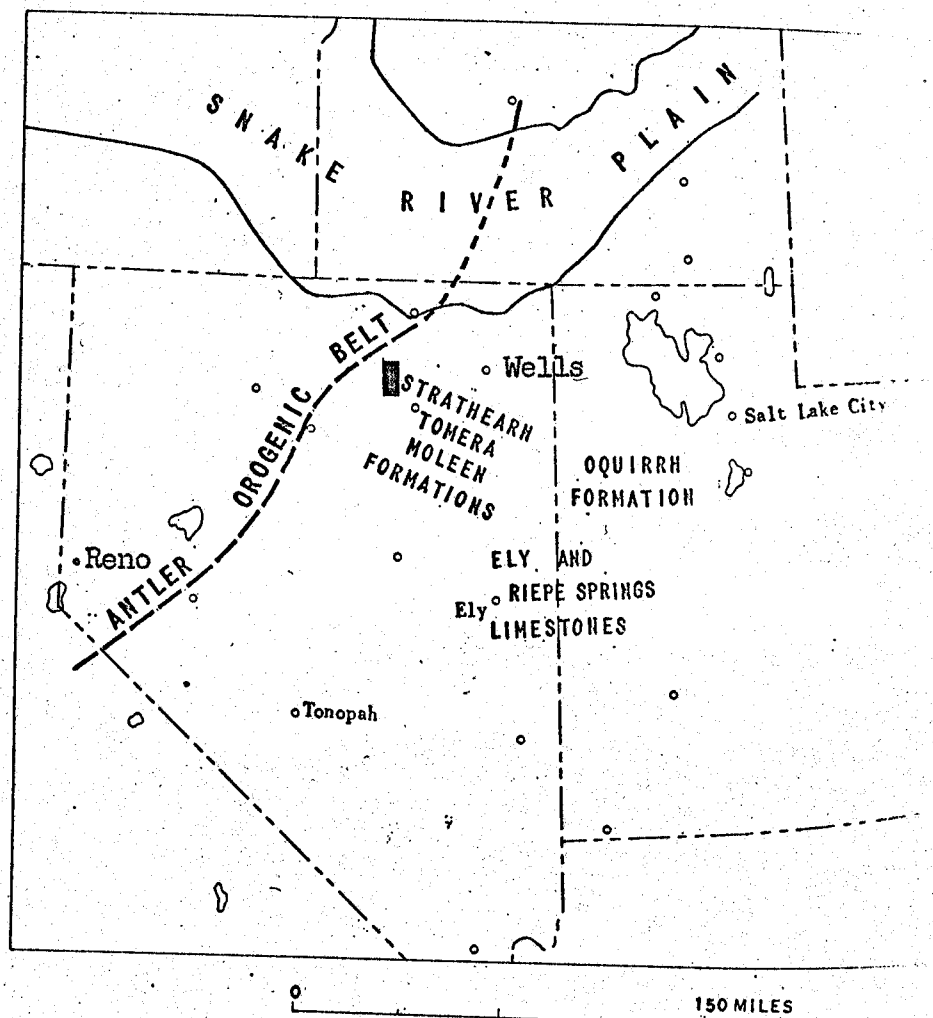 SNAKE
RIVER
PLAIN
ANTLER
OROGENIC
BELT
Wells
STRATHEARN
TOMERA
MOLEEN
FORMATIONS
Salt Lake City
OQUIRRH
FORMATION
Reno
ELY AND
RIEPE SPRINGS
LIMESTONES
Ely
Tonopah
0
150 MILES